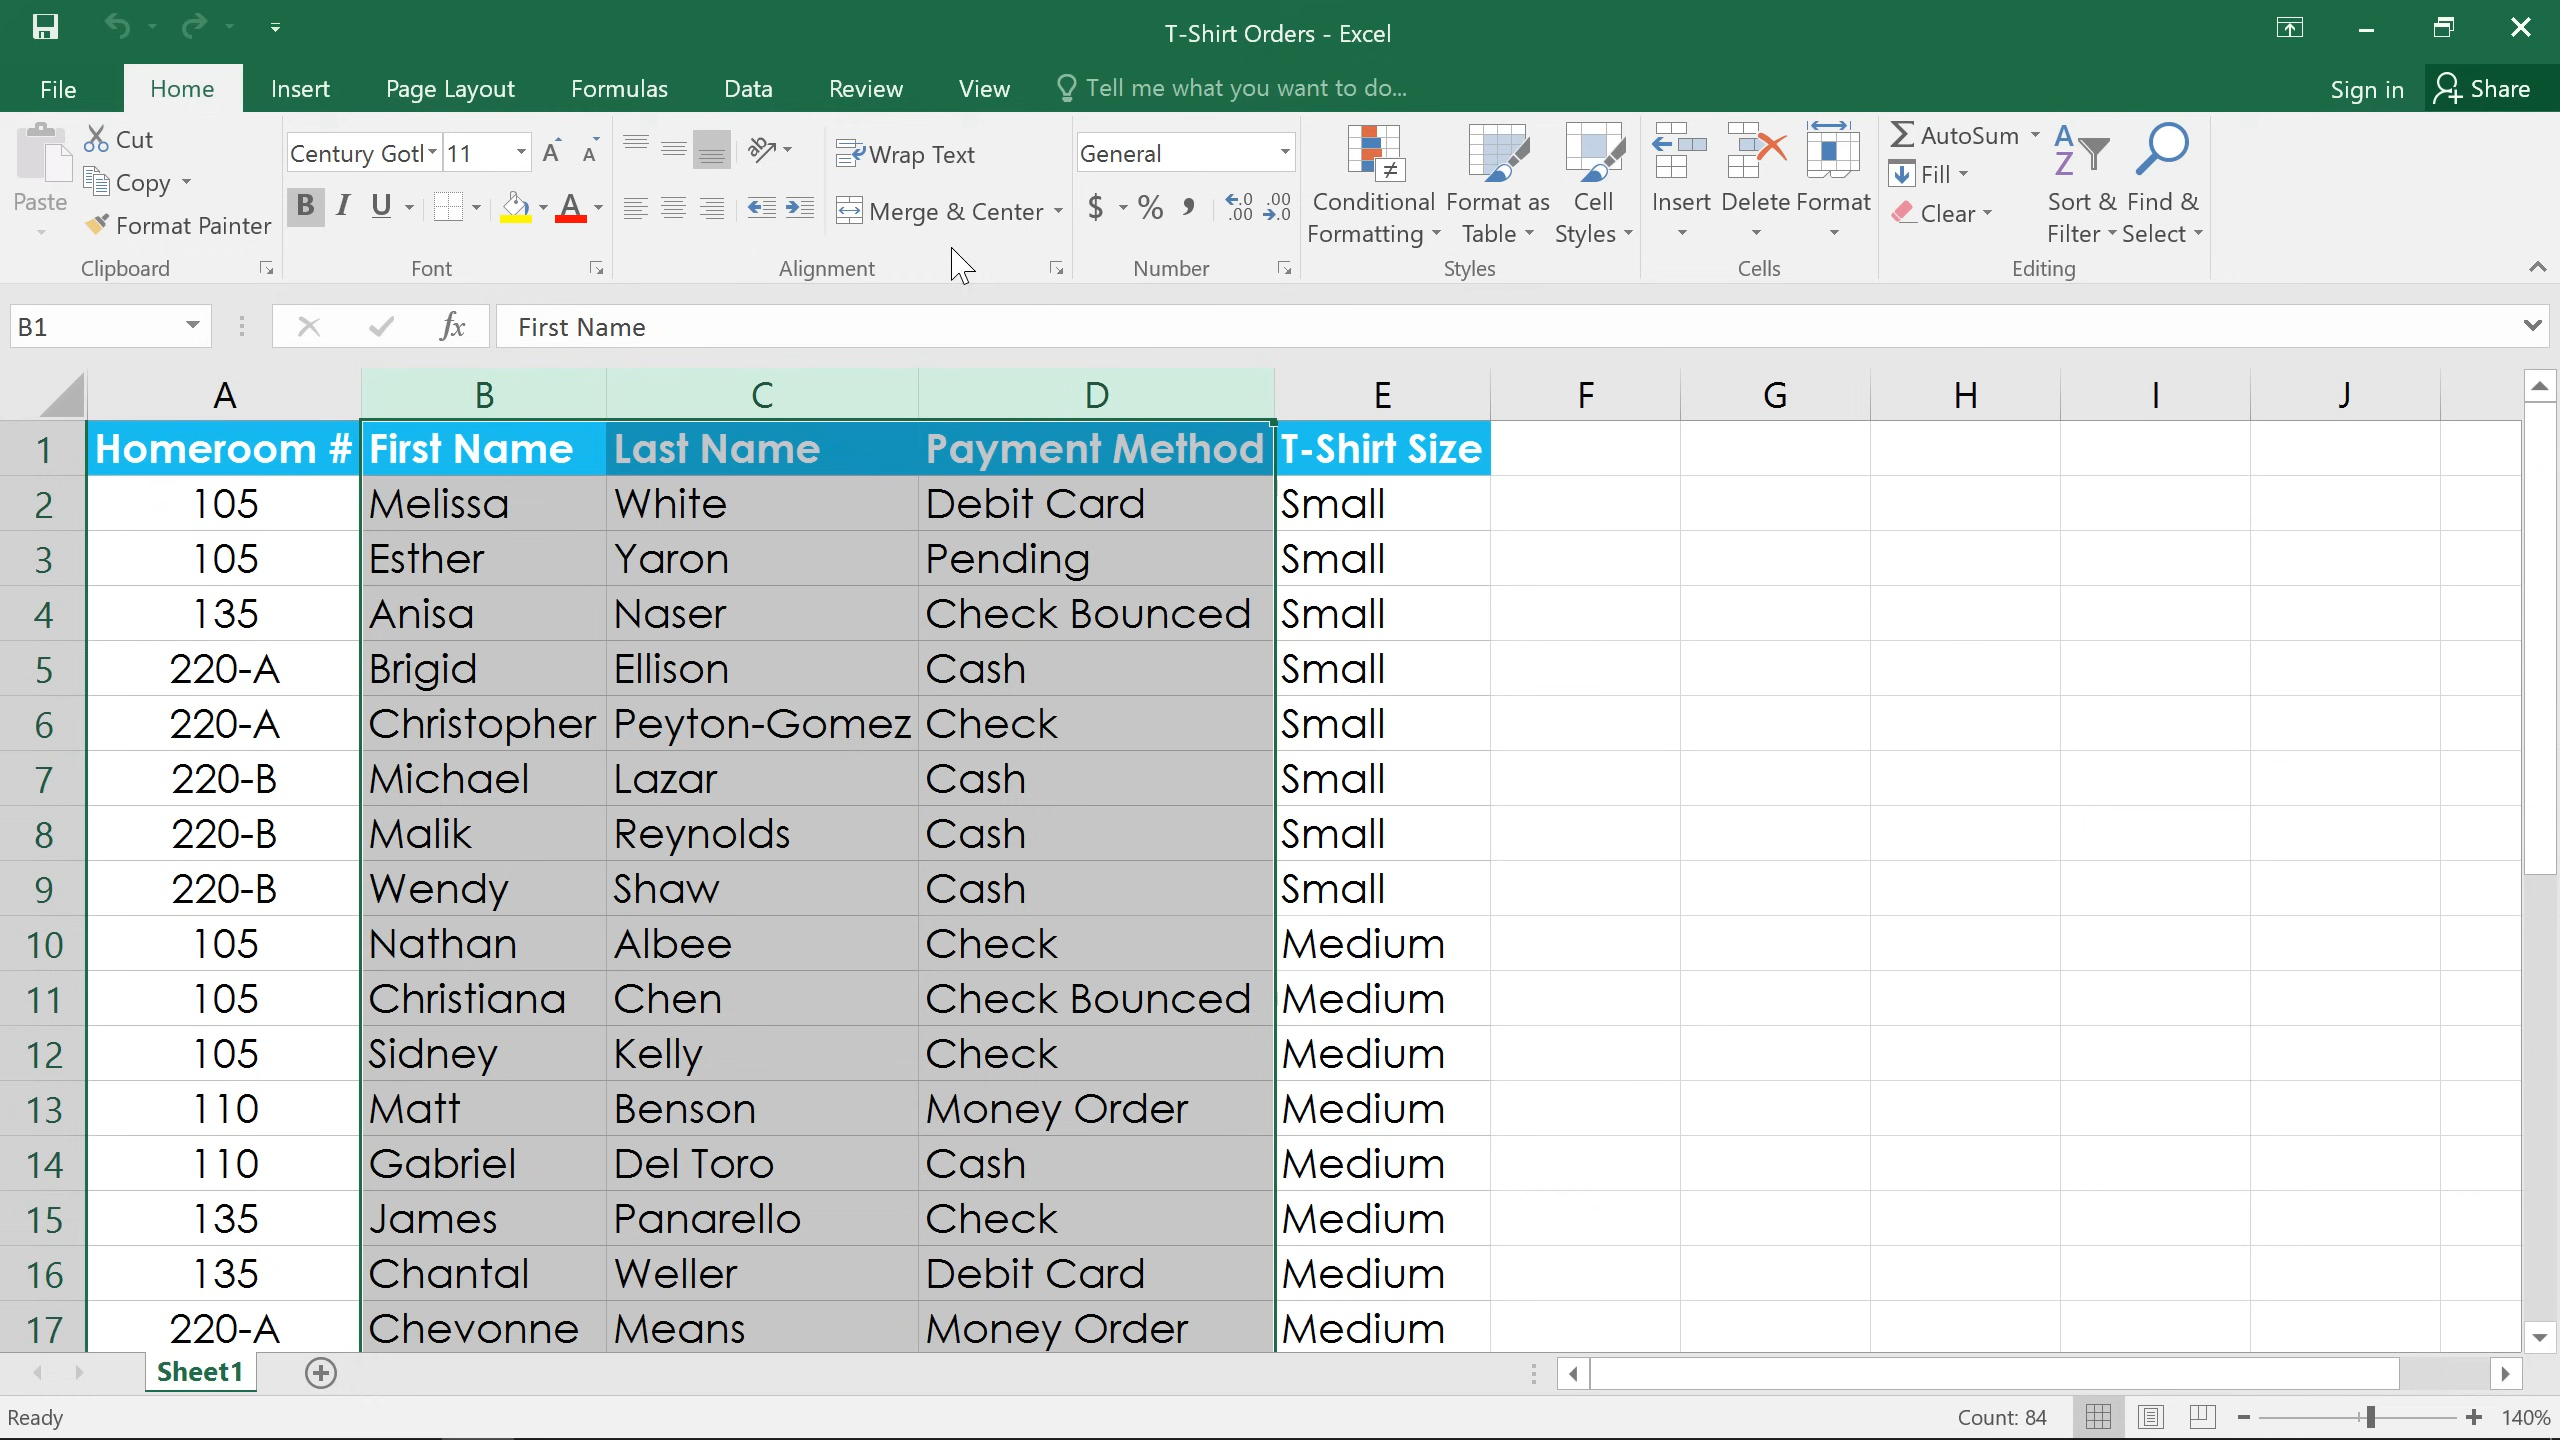 T-Shirt Orders - Excel
File Home Insert Page Layout Formulas Data Review View Tell me what you want to do... Sign in Share
Paste
Cut
Copy
Format Painter
Clipboard
Century Gotl 11
B I U A
Font
Wrap Text
Merge & Center
Alignment
General
$ % ,
Number
Conditional Formatting
Format as Table
Cell Styles
Styles
Insert
Delete
Format
Cells
AutoSum
Fill
Clear
Sort & Filter
Find & Select
Editing
B1 fx First Name
A B C D E F G H I J
1 Homeroom # First Name Last Name Payment Method T-Shirt Size
2 105 Melissa White Debit Card Small
3 105 Esther Yaron Pending Small
4 135 Anisa Naser Check Bounced Small
5 220-A Brigid Ellison Cash Small
6 220-A Christopher Peyton-Gomez Check Small
7 220-B Michael Lazar Cash Small
8 220-B Malik Reynolds Cash Small
9 220-B Wendy Shaw Cash Small
10 105 Nathan Albee Check Medium
11 105 Christiana Chen Check Bounced Medium
12 105 Sidney Kelly Check Medium
13 110 Matt Benson Money Order Medium
14 110 Gabriel Del Toro Cash Medium
15 135 James Panarello Check Medium
16 135 Chantal Weller Debit Card Medium
17 220-A Chevonne Means Money Order Medium
Sheet1
Ready Count: 84 140%